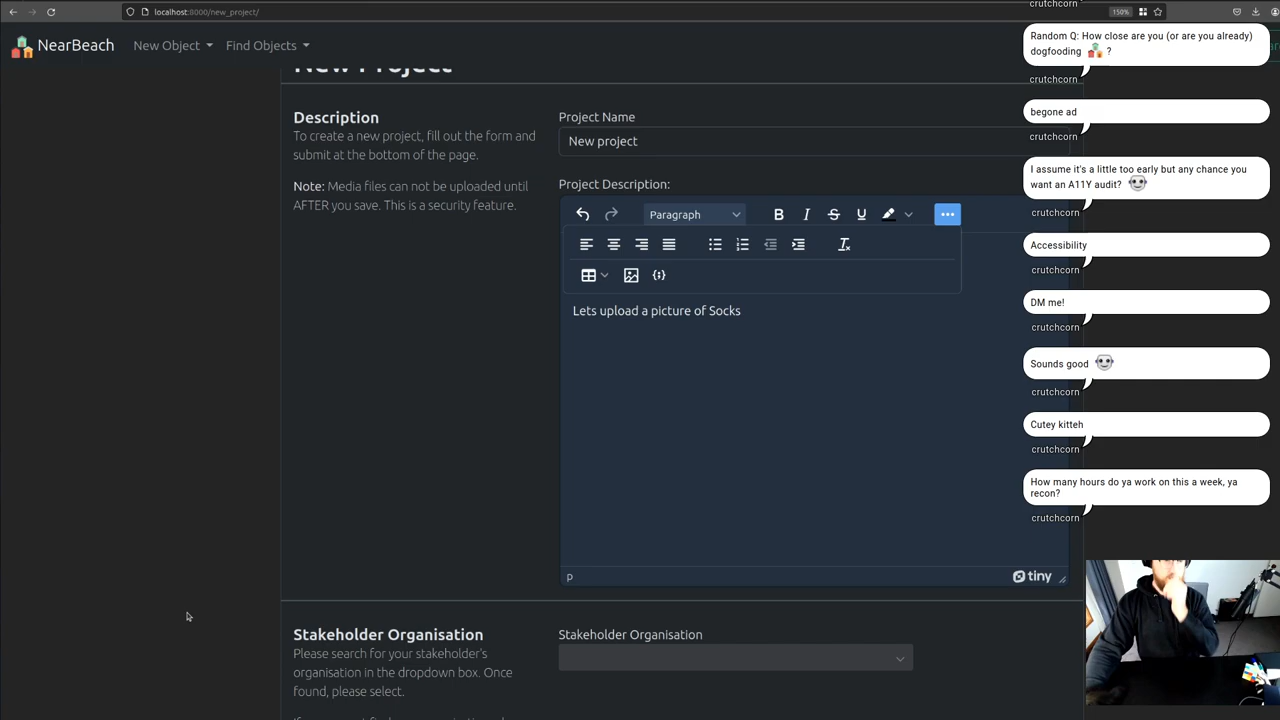 localhost:8000/new_project/
150%
NearBeach
New Object
Find Objects
New Project
Description
To create a new project, fill out the form and
submit at the bottom of the page.
Note: Media files can not be uploaded until
AFTER you save. This is a security feature.
Project Name
New project
Project Description:
Paragraph
B
I
S
U
Lets upload a picture of Socks
p
tiny
Stakeholder Organisation
Please search for your stakeholder's
organisation in the dropdown box. Once
found, please select.
Stakeholder Organisation
crutchcorn
Random Q: How close are you (or are you already)
dogfooding ?
crutchcorn
begone ad
crutchcorn
I assume it's a little too early but any chance you
want an A11Y audit?
crutchcorn
Accessibility
crutchcorn
DM me!
crutchcorn
Sounds good
crutchcorn
Cutey kitteh
crutchcorn
How many hours do ya work on this a week, ya
recon?
crutchcorn